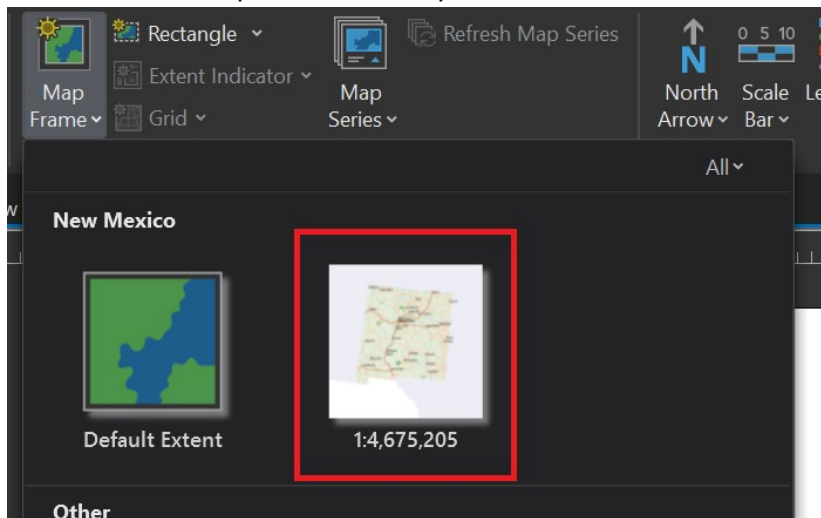 Rectangle
Refresh Map Series
0 5 10
Extent Indicator
N
Map
Frame
Grid
Map
Series
North
Arrow
Scale
Bar
All
New Mexico
Default Extent
1:4,675,205
Other